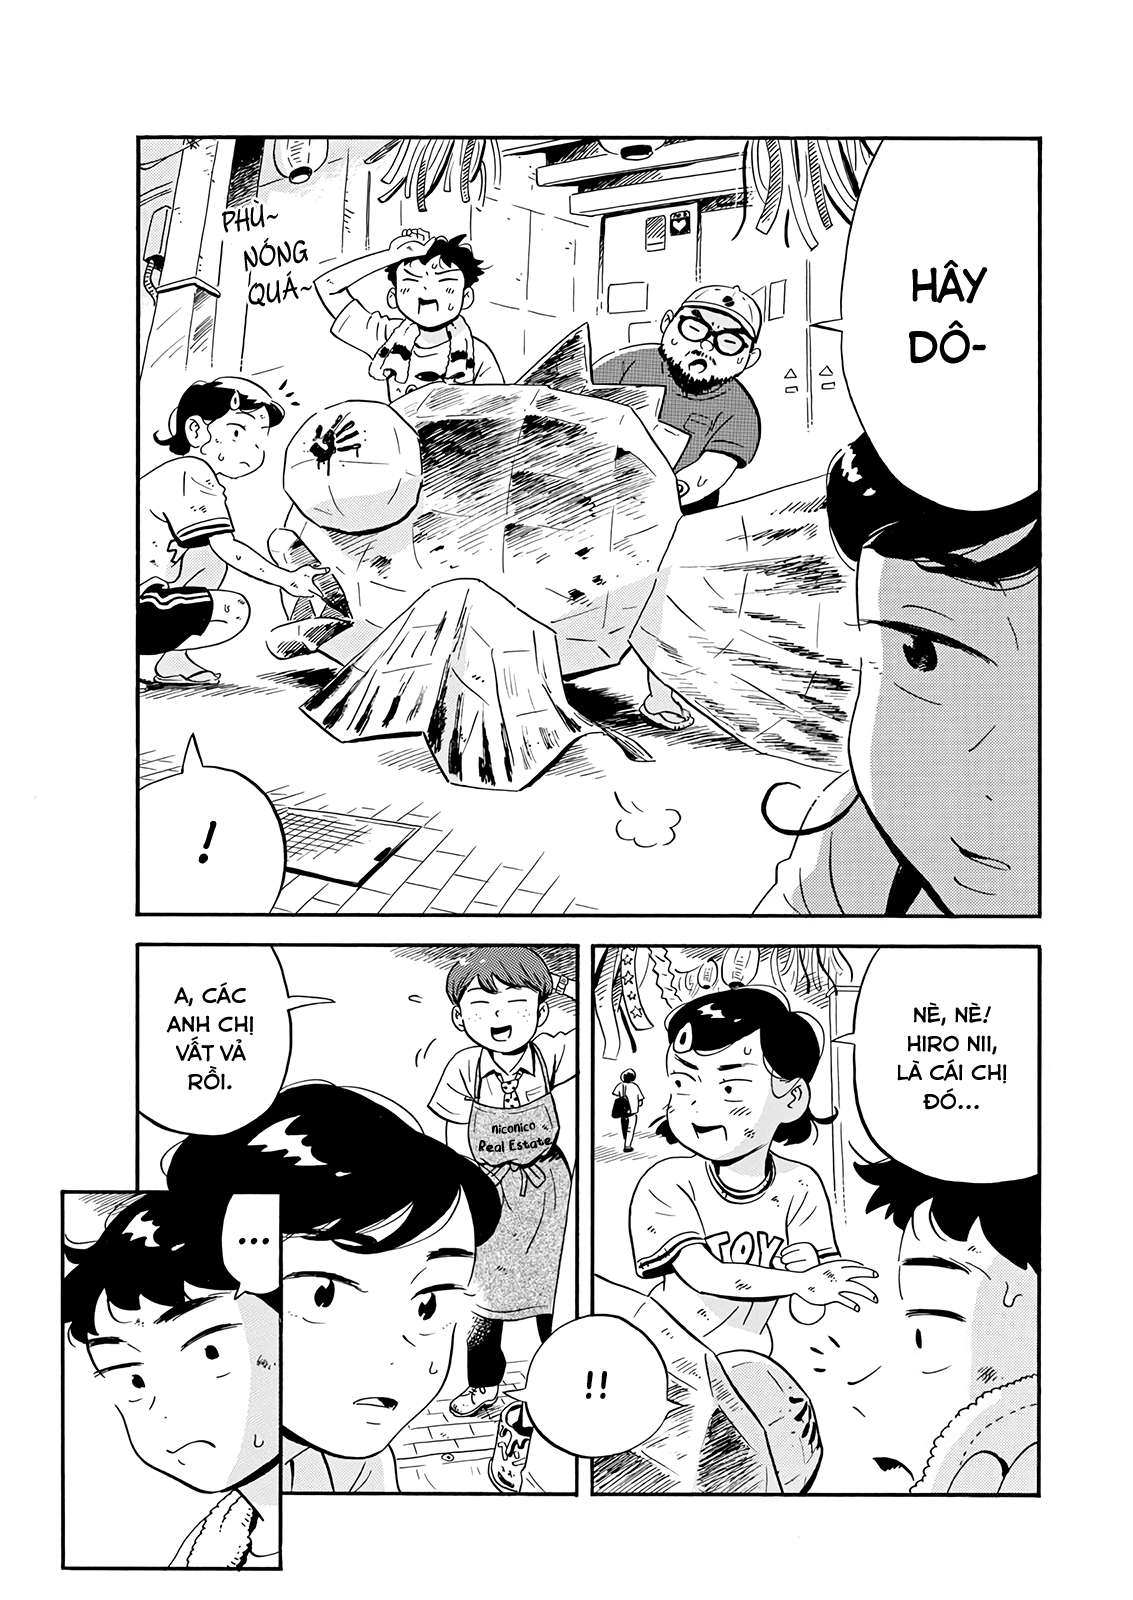 HÂY
DÔ-
PHÙ~
NÓNG
QUÁ~
!
NÈ, NÈ!
HIRO NII,
LÀ CÁI CHỊ
ĐÓ...
TOY
!!
A, CÁC
ANH CHỊ
VẤT VẢ
RỒI.
niconico
Real Estate
...